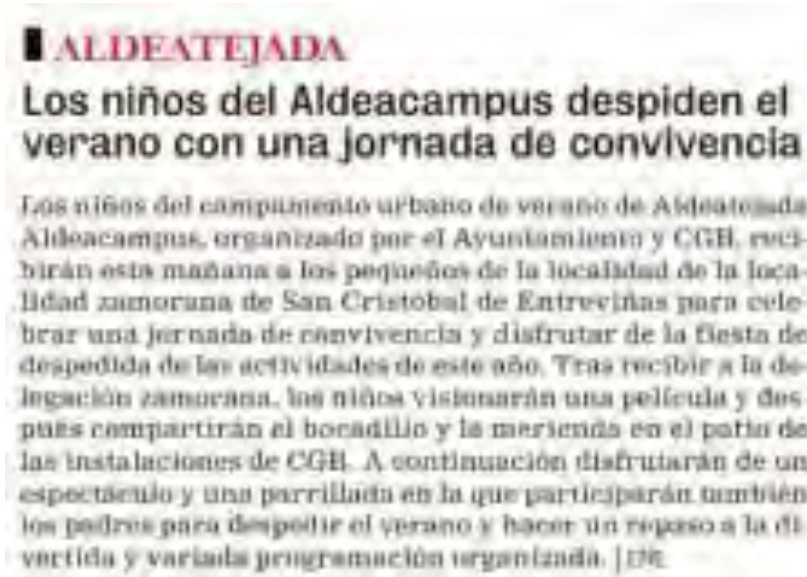 ALDEATEJADA
Los niños del Aldeacampus despiden el
verano con una jornada de convivencia
Los niños del campamento urbano de verano de Aldeatejada
Aldeacampus, organizado por el Ayuntamiento y CGB, reci-
birán esta mañana a los pequeños de la localidad de la loca-
lidad zamorana de San Cristóbal de Entreviñas para cele-
brar una jornada de convivencia y disfrutar de la fiesta de
despedida de las actividades de este año. Tras recibir a la de-
legación zamorana, los niños visionarán una película y des-
pués compartirán el bocadillo y la merienda en el patio de
las instalaciones de CGB. A continuación disfrutarán de un
espectáculo y una parrillada en la que participarán también
los padres para despedir el verano y hacer un repaso a la di-
vertida y variada programación organizada. |